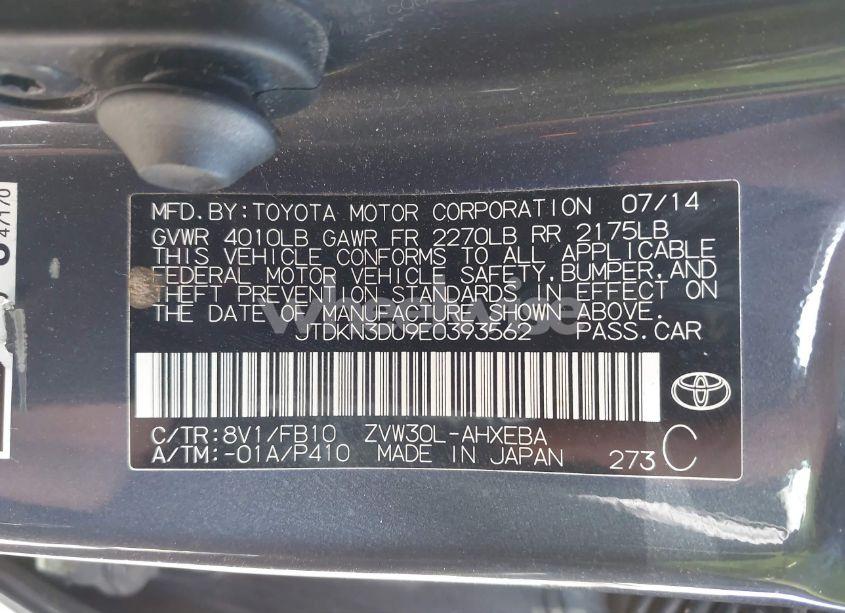 MFD.BY:TOYOTA MOTOR CORPORATION 07/14
GVWR 4010LB GAWR FR 2270LB RR 2175LB
THIS VEHICLE CONFORMS TO ALL APPLICABLE
FEDERAL MOTOR VEHICLE SAFETY, BUMPER, AND
THEFT PREVENTION STANDARDS IN EFFECT ON
THE DATE OF MANUFACTURE SHOWN ABOVE.
JTDKN3DU9E0393562 PASS.CAR
C/TR:8V1/FB10 ZVW30L-AHXEBA
A/TM:-01A/P410 MADE IN JAPAN 273 C
47170